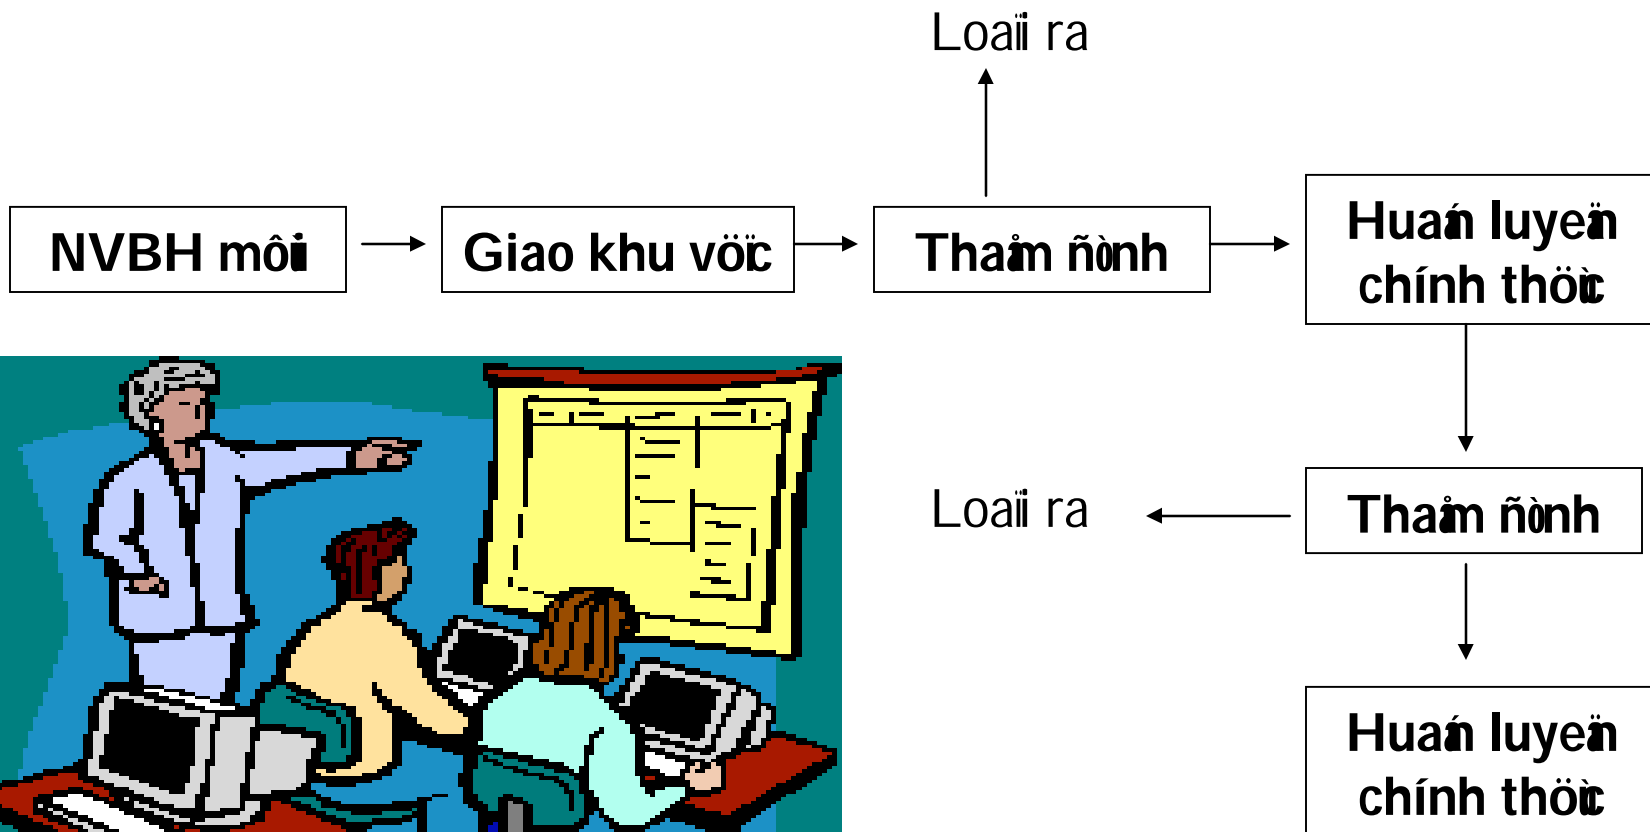 Loaïi ra
NVBH môùi
Giao khu vöïc
Thaåm ñònh
Huaán luyeän
chính thöùc
Loaïi ra
Thaåm ñònh
Huaán luyeän
chính thöùc